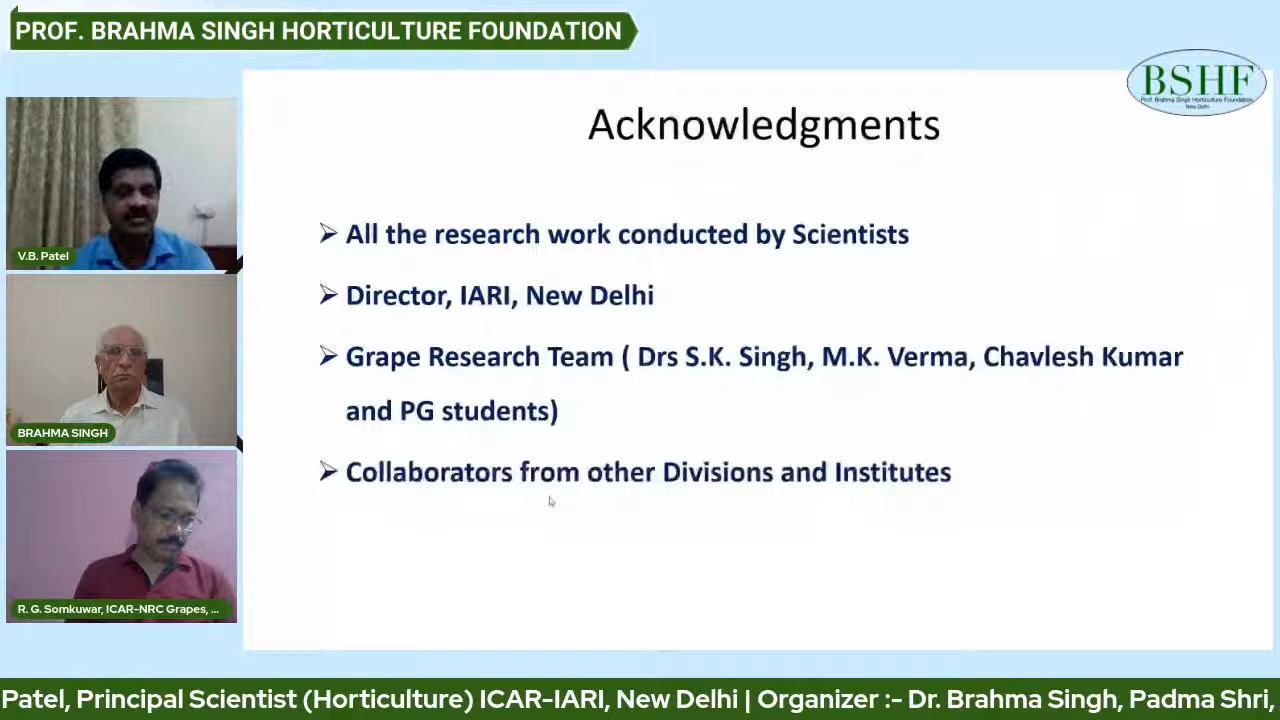 PROF. BRAHMA SINGH HORTICULTURE FOUNDATION
BSHF
Prof. Brahma Singh Horticulture Foundation
New Delhi
Acknowledgments
All the research work conducted by Scientists
Director, IARI, New Delhi
Grape Research Team ( Drs S.K. Singh, M.K. Verma, Chavlesh Kumar
and PG students)
Collaborators from other Divisions and Institutes
V.B. Patel
BRAHMA SINGH
R. G. Somkuwar, ICAR-NRC Grapes, ...
Patel, Principal Scientist (Horticulture) ICAR-IARI, New Delhi | Organizer :- Dr. Brahma Singh, Padma Shri,